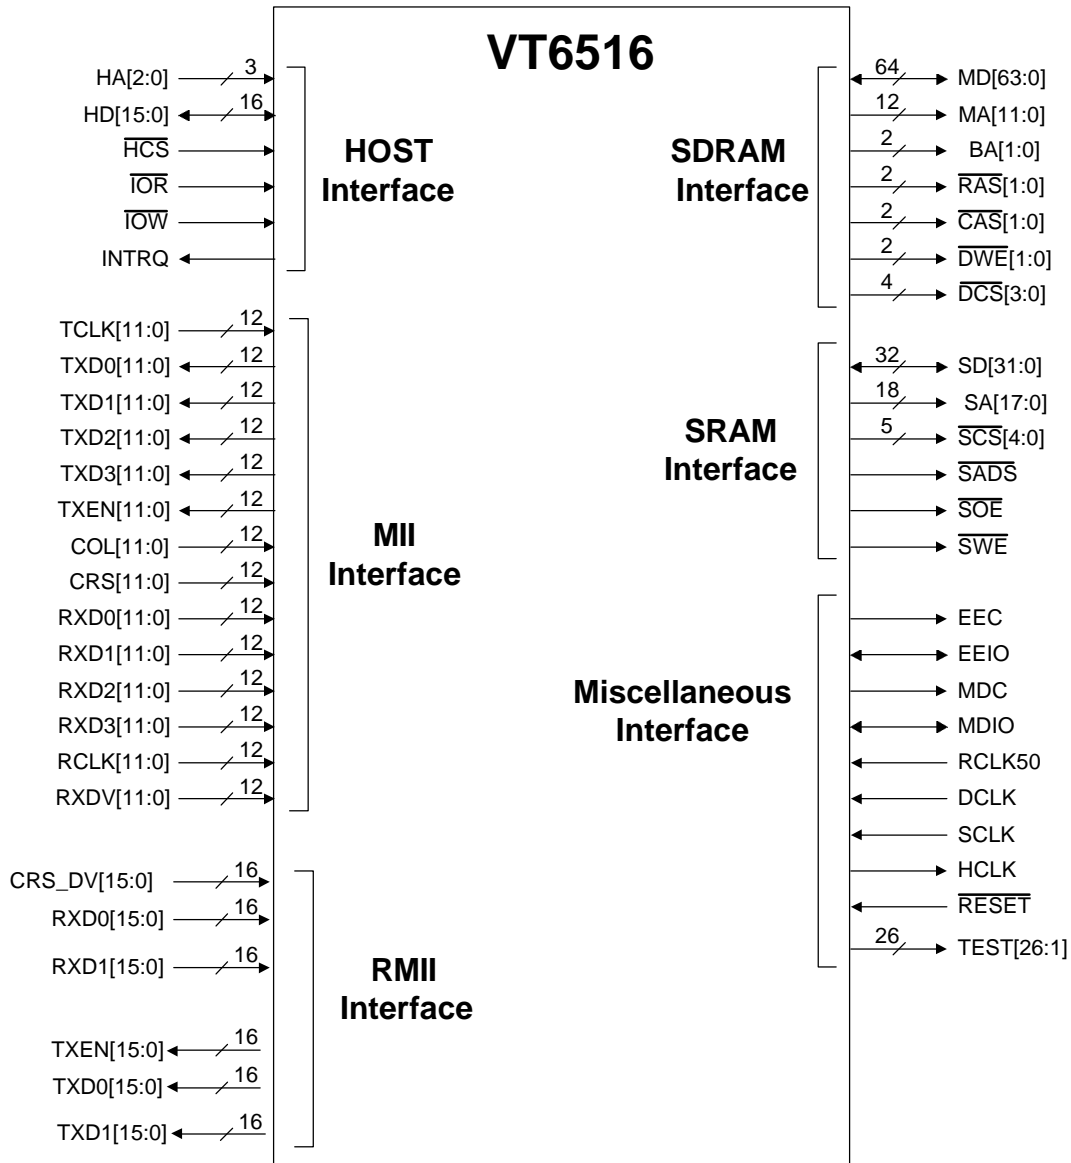 VT6516
HA[2:0] 3
HD[15:0] 16
HCS
IOR
IOW
INTRQ
HOST
Interface
TCLK[11:0] 12
TXD0[11:0] 12
TXD1[11:0] 12
TXD2[11:0] 12
TXD3[11:0] 12
TXEN[11:0] 12
COL[11:0] 12
CRS[11:0] 12
RXD0[11:0] 12
RXD1[11:0] 12
RXD2[11:0] 12
RXD3[11:0] 12
RCLK[11:0] 12
RXDV[11:0] 12
MII
Interface
CRS_DV[15:0] 16
RXD0[15:0] 16
RXD1[15:0] 16
TXEN[15:0] 16
TXD0[15:0] 16
TXD1[15:0] 16
RMII
Interface
SDRAM
Interface
64 MD[63:0]
12 MA[11:0]
2 BA[1:0]
2 RAS[1:0]
2 CAS[1:0]
2 DWE[1:0]
4 DCS[3:0]
SRAM
Interface
32 SD[31:0]
18 SA[17:0]
5 SCS[4:0]
SADS
SOE
SWE
Miscellaneous
Interface
EEC
EEIO
MDC
MDIO
RCLK50
DCLK
SCLK
HCLK
RESET
26 TEST[26:1]